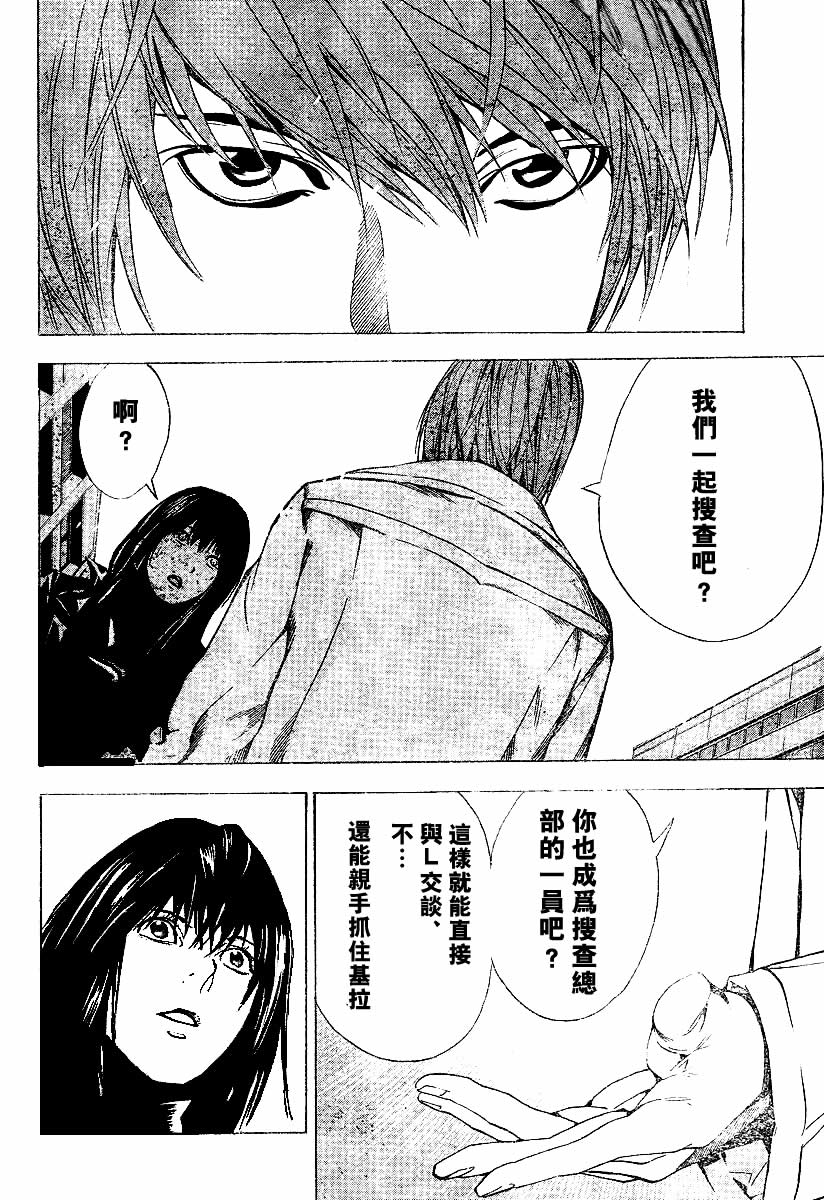 我們一起搜查吧？
啊？
你也成爲搜查總
部的一員吧？
這樣就能直接
與L交談、
不…
還能親手抓住基拉